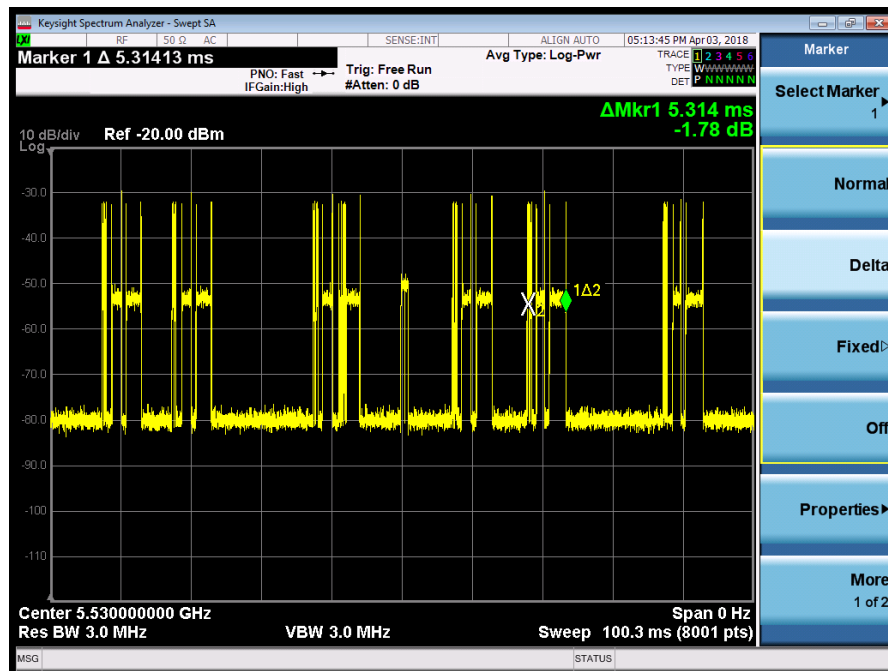 Keysight Spectrum Analyzer - Swept SA
LXI
RF 50 Ω AC SENSE:INT ALIGN AUTO 05:13:45 PM Apr 03, 2018
Marker 1 Δ 5.31413 ms
PNO: Fast
IFGain:High
Trig: Free Run
#Atten: 0 dB
Avg Type: Log-Pwr
TRACE 1 2 3 4 5 6
TYPE WWWWWW
DET P N N N N N
ΔMkr1 5.314 ms
-1.78 dB
10 dB/div Ref -20.00 dBm
Log
-30.0
-40.0
-50.0
-60.0
-70.0
-80.0
-90.0
-100
-110
X2
1Δ2
Center 5.530000000 GHz Span 0 Hz
Res BW 3.0 MHz VBW 3.0 MHz Sweep 100.3 ms (8001 pts)
MSG STATUS
Marker
Select Marker
1
Normal
Delta
Fixed
Off
Properties
More
1 of 2